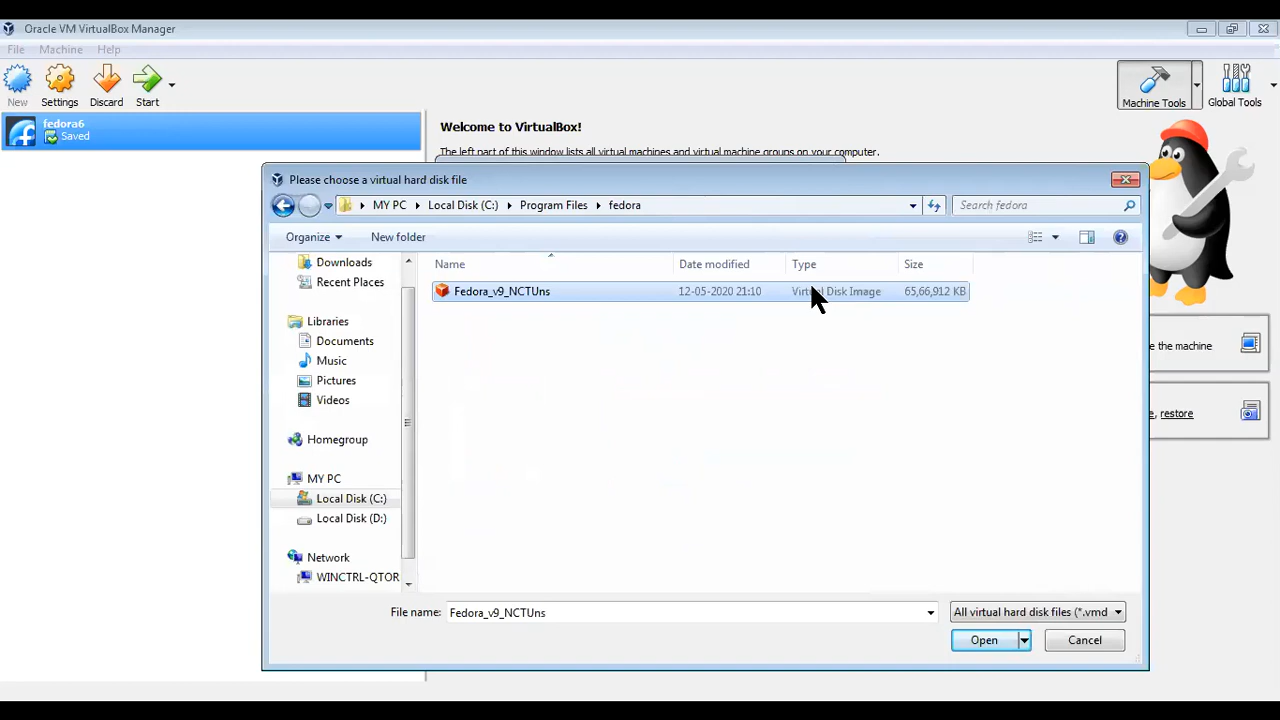 Oracle VM VirtualBox Manager
File Machine Help
New Settings Discard Start Machine Tools Global Tools
fedora6
Saved
Welcome to VirtualBox!
The left part of this window lists all virtual machines and virtual machine groups on your computer.
Please choose a virtual hard disk file
MY PC Local Disk (C:) Program Files fedora Search fedora
Organize New folder
Downloads
Recent Places
Libraries
Documents
Music
Pictures
Videos
Homegroup
MY PC
Local Disk (C:)
Local Disk (D:)
Network
WINCTRL-QTOR
Name Date modified Type Size
Fedora_v9_NCTUns 12-05-2020 21:10 Virtual Disk Image 65,66,912 KB
e the machine
, restore
File name: Fedora_v9_NCTUns All virtual hard disk files (*.vmd
Open Cancel